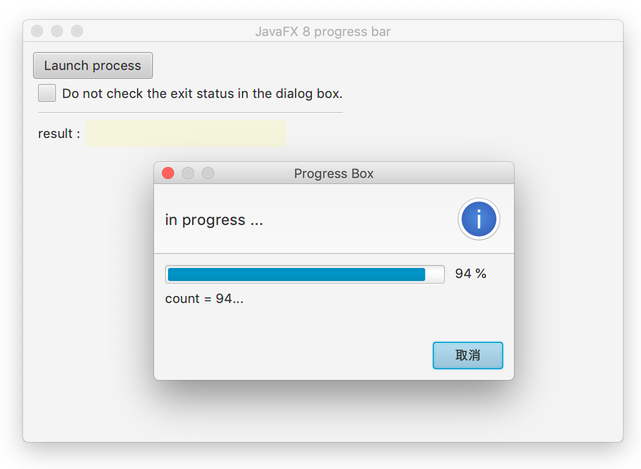 JavaFX 8 progress bar
Launch process
Do not check the exit status in the dialog box.
result :
Progress Box
in progress ...
i
94 %
count = 94...
取消